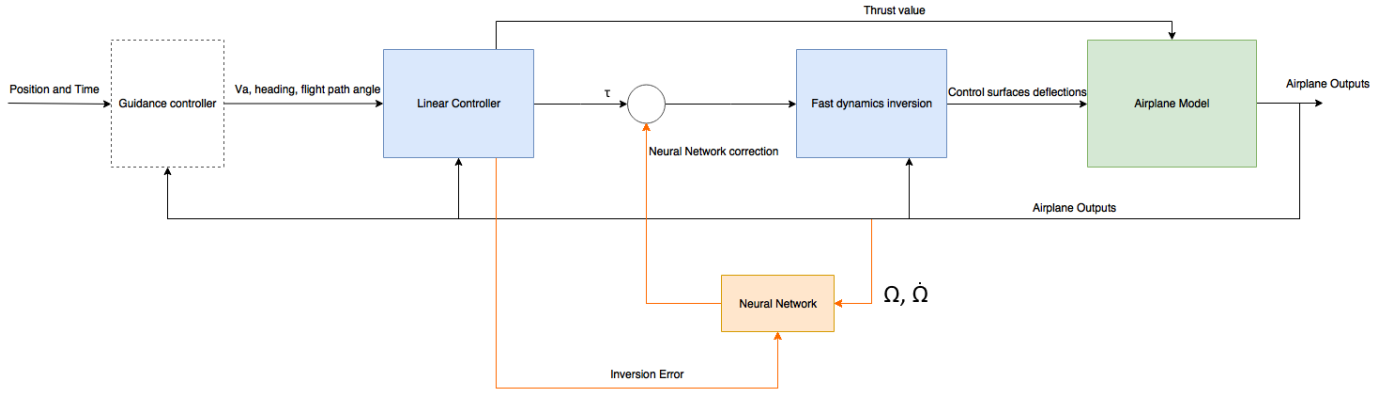 Thrust value
Position and Time
Guidance controller
Va, heading, flight path angle
Linear Controller
τ
Fast dynamics inversion
Control surfaces deflections
Airplane Model
Airplane Outputs
Neural Network correction
Airplane Outputs
Neural Network
Ω, Ω̇
Inversion Error